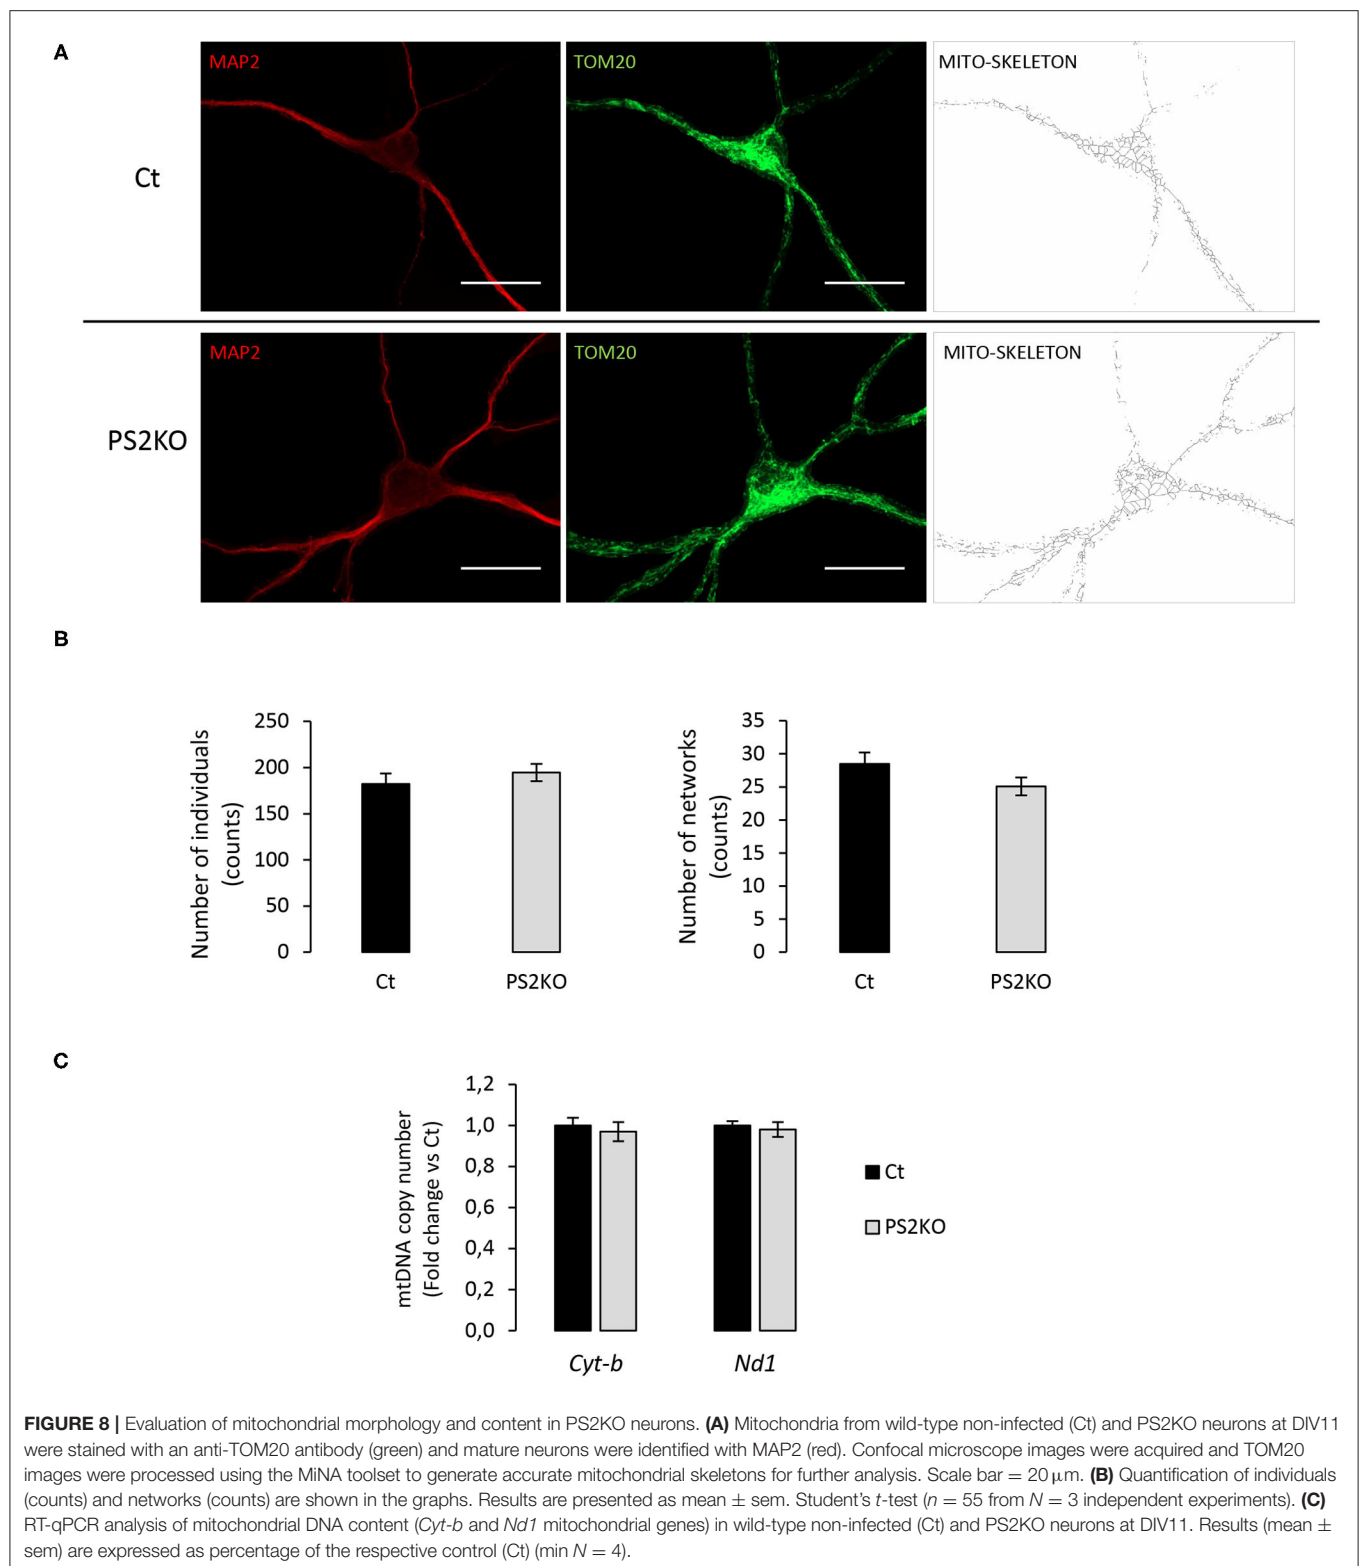 A
MAP2
TOM20
MITO-SKELETON
Ct
MAP2
TOM20
MITO-SKELETON
PS2KO
B
Number of individuals
(counts)
250
200
150
100
50
0
Ct
PS2KO
Number of networks
(counts)
35
30
25
20
15
10
5
0
Ct
PS2KO
C
mtDNA copy number
(Fold change vs Ct)
1,2
1,0
0,8
0,6
0,4
0,2
0,0
Cyt-b
Nd1
Ct
PS2KO
FIGURE 8 | Evaluation of mitochondrial morphology and content in PS2KO neurons. (A) Mitochondria from wild-type non-infected (Ct) and PS2KO neurons at DIV11
were stained with an anti-TOM20 antibody (green) and mature neurons were identified with MAP2 (red). Confocal microscope images were acquired and TOM20
images were processed using the MiNA toolset to generate accurate mitochondrial skeletons for further analysis. Scale bar = 20 μm. (B) Quantification of individuals
(counts) and networks (counts) are shown in the graphs. Results are presented as mean ± sem. Student's t-test (n = 55 from N = 3 independent experiments). (C)
RT-qPCR analysis of mitochondrial DNA content (Cyt-b and Nd1 mitochondrial genes) in wild-type non-infected (Ct) and PS2KO neurons at DIV11. Results (mean ±
sem) are expressed as percentage of the respective control (Ct) (min N = 4).